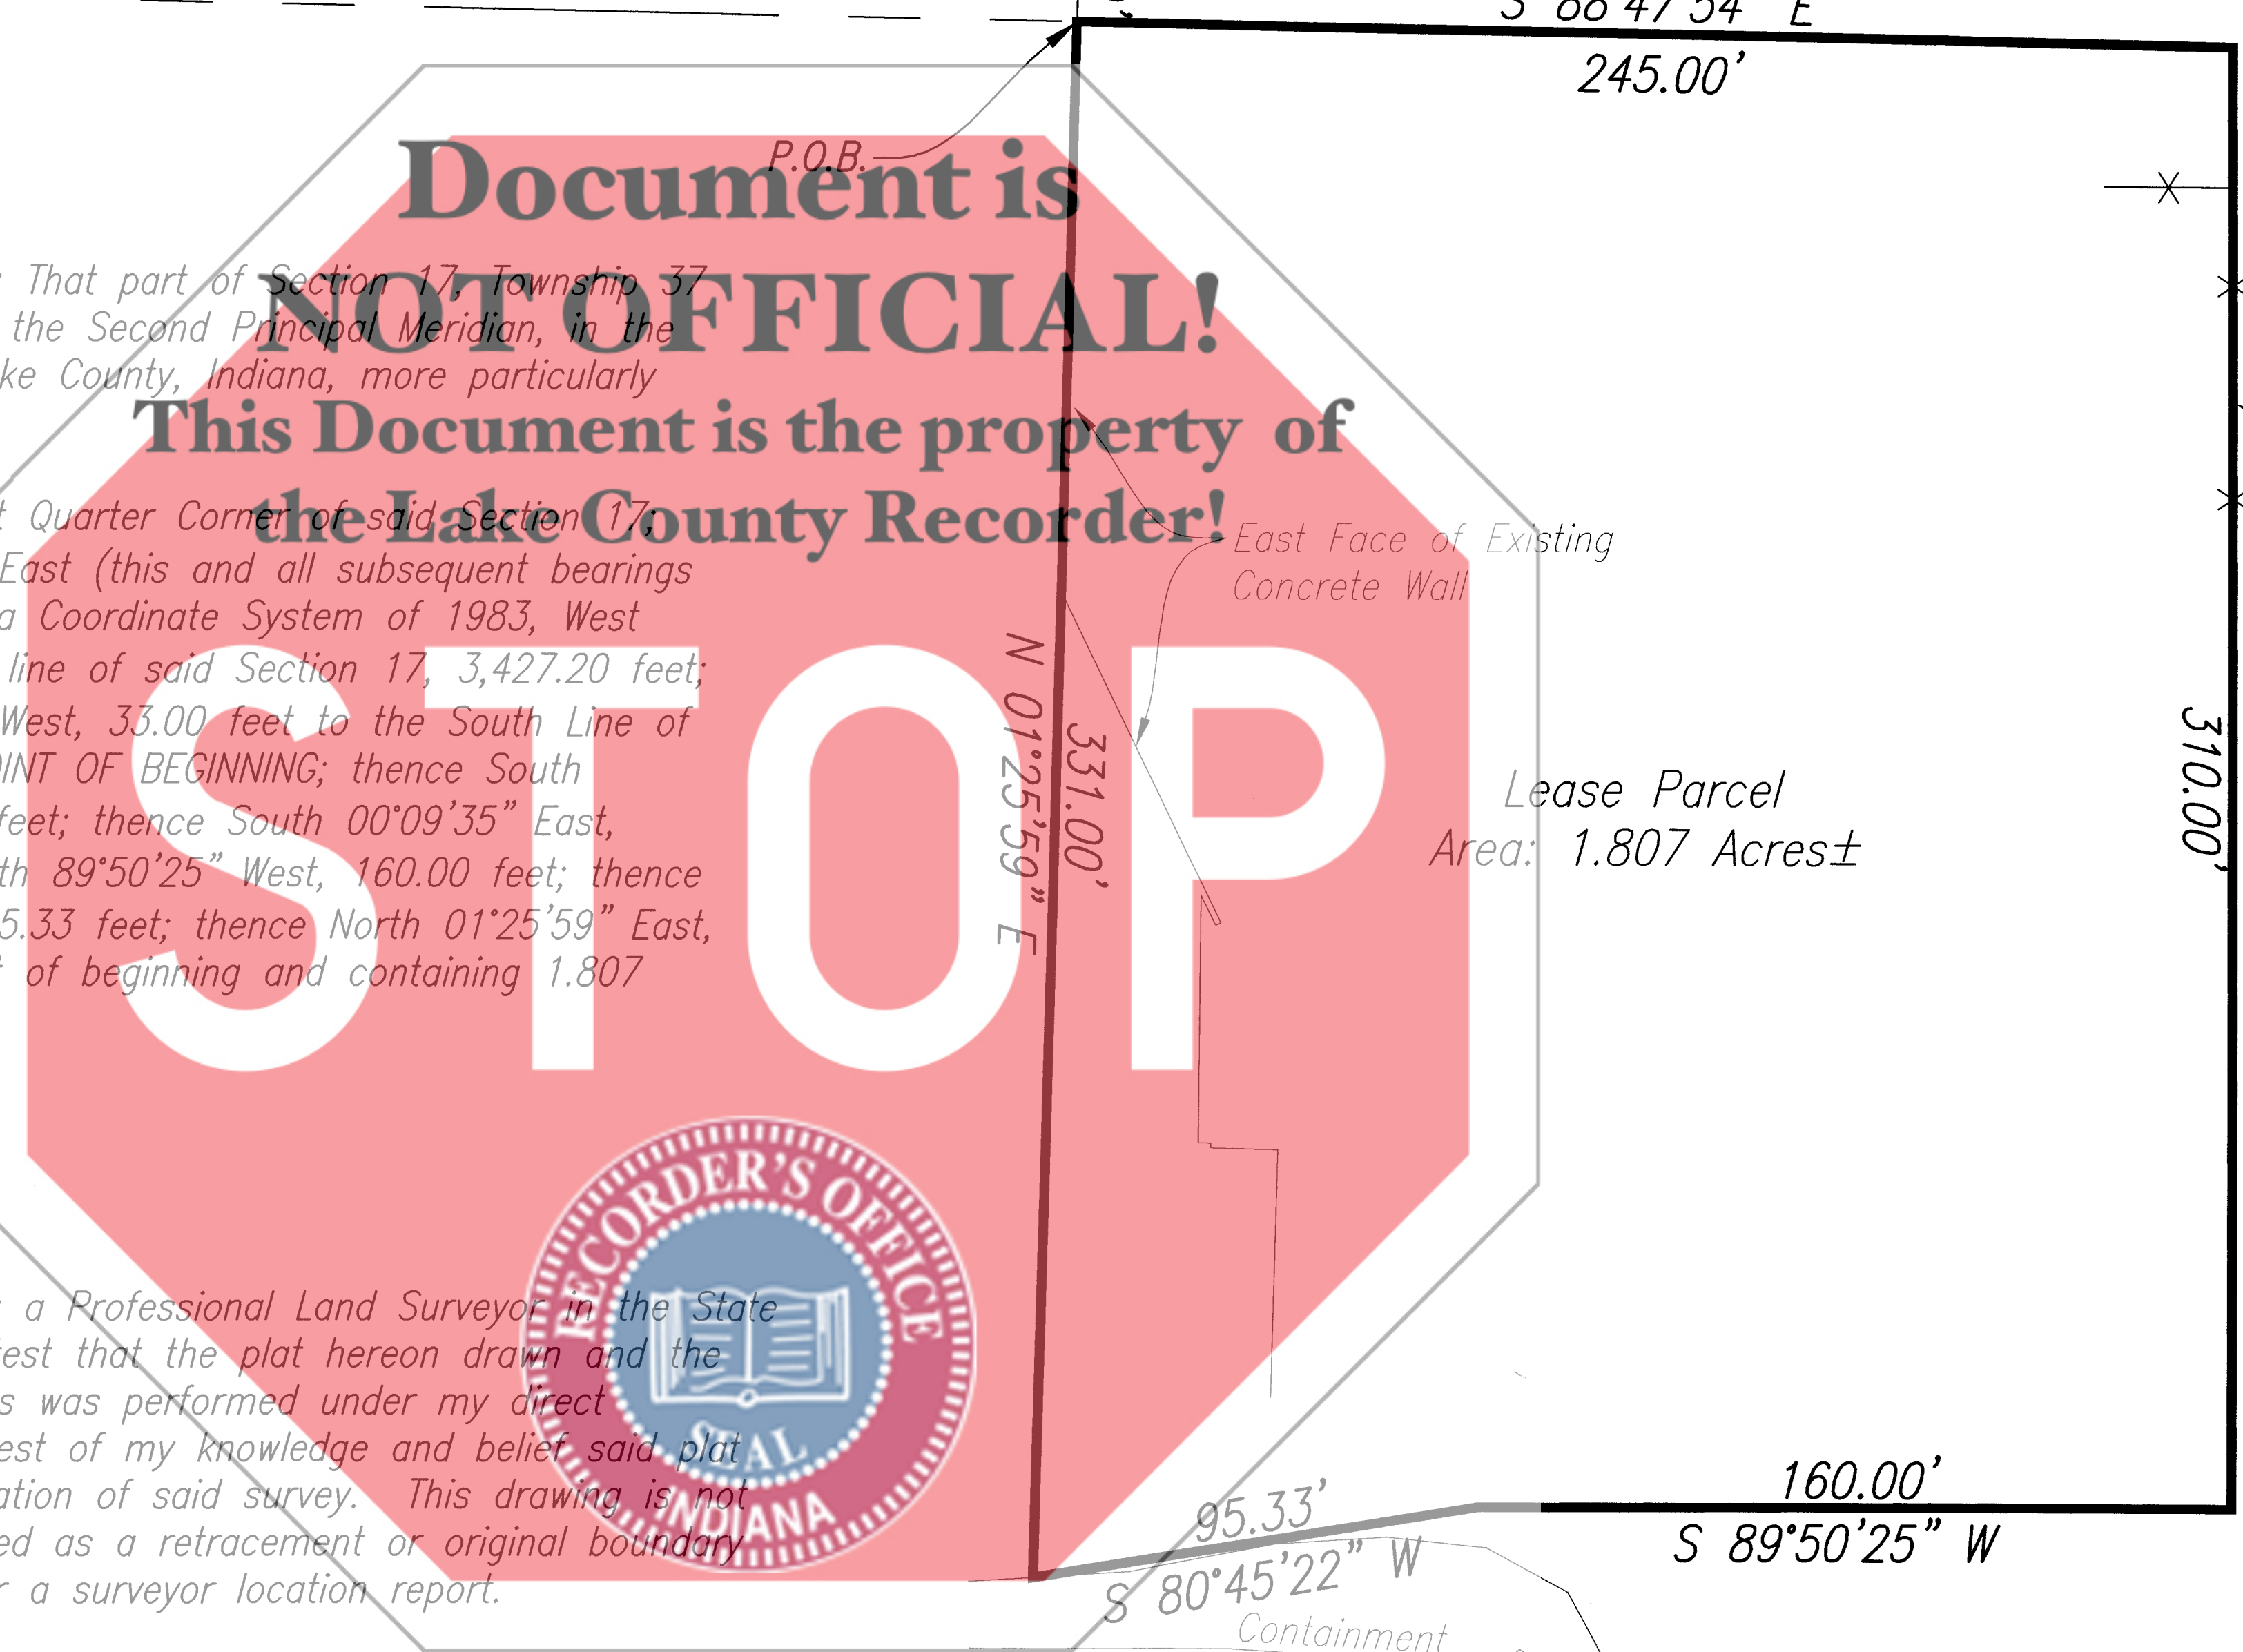 245.00'
P.O.B.
Document is
NOT OFFICIAL!
This Document is the property of
the Lake County Recorder!
STOP
RECORDER'S OFFICE
SEAL
INDIANA
That part of Section 17, Township 37
the Second Principal Meridian, in the
County, Indiana, more particularly
Quarter Corner of said Section 17;
East (this and all subsequent bearings
Coordinate System of 1983, West
line of said Section 17, 3,427.20 feet;
West, 33.00 feet to the South Line of
OF BEGINNING; thence South
feet; thence South 00°09'35" East,
89°50'25" West, 160.00 feet; thence
5.33 feet; thence North 01°25'59" East,
of beginning and containing 1.807
a Professional Land Surveyor in the State
that the plat hereon drawn and the
was performed under my direct
of my knowledge and belief said plat
of said survey. This drawing is not
as a retracement or original boundary
a surveyor location report.
East Face of Existing
Concrete Wall
N 01°25'59" E
331.00'
Lease Parcel
Area: 1.807 Acres±
310.00'
160.00'
S 89°50'25" W
95.33'
S 80°45'22" W
Containment